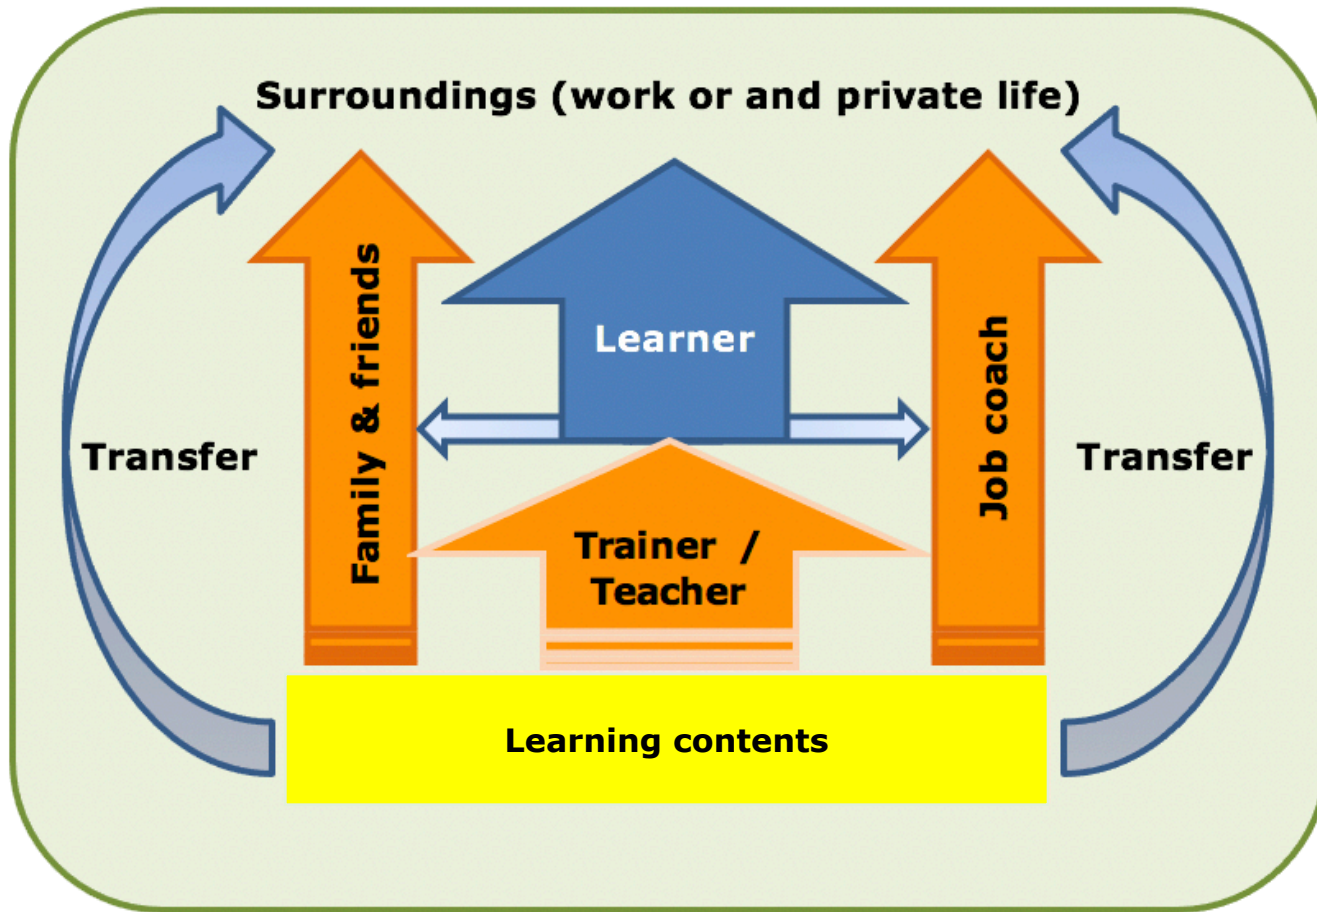 Surroundings (work or and private life)
Family & friends
Learner
Job coach
Transfer
Transfer
Trainer /
Teacher
Learning contents